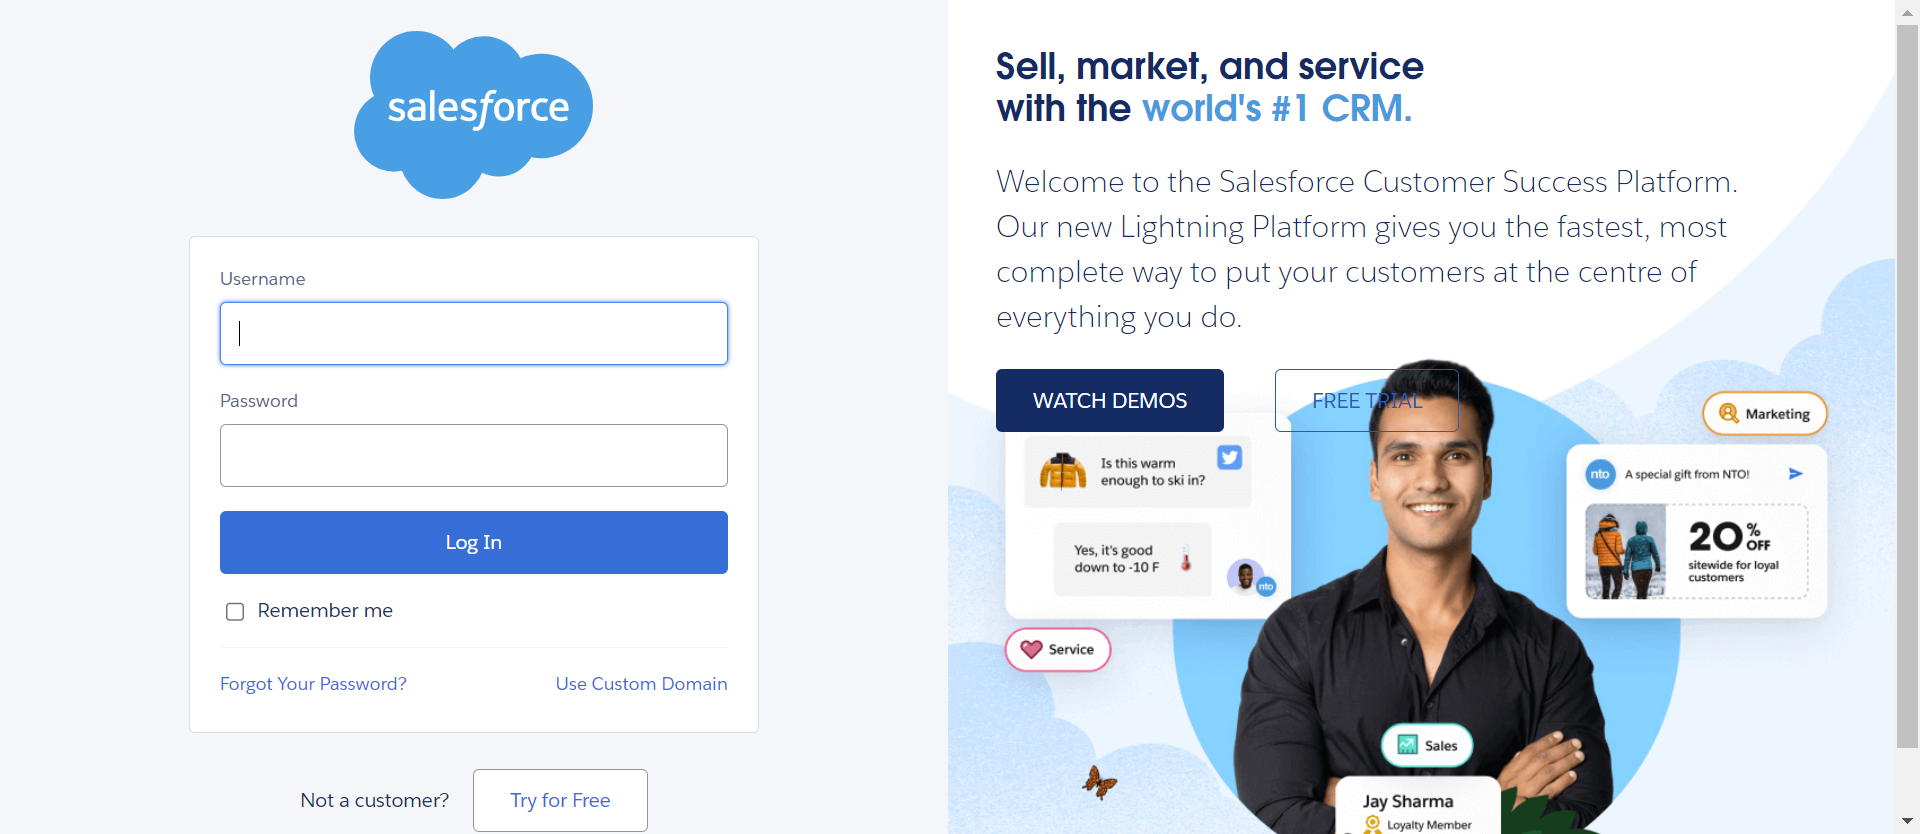 salesforce
Username
Password
Log In
Remember me
Forgot Your Password?
Use Custom Domain
Not a customer?
Try for Free
Sell, market, and service
with the world's #1 CRM.
Welcome to the Salesforce Customer Success Platform.
Our new Lightning Platform gives you the fastest, most
complete way to put your customers at the centre of
everything you do.
WATCH DEMOS
FREE TRIAL
Is this warm
enough to ski in?
Yes, it's good
down to -10 F
nto
Service
Marketing
nto
A special gift from NTO!
20% OFF
sitewide for loyal
customers
Sales
Jay Sharma
Loyalty Member